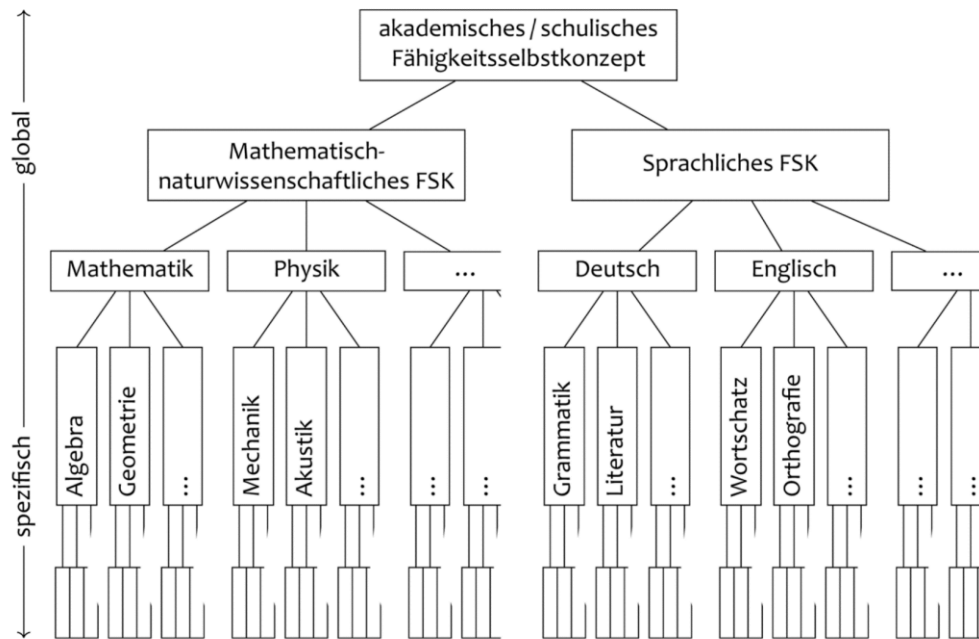 akademisches / schulisches
Fähigkeitsselbstkonzept
global
Mathematisch-
naturwissenschaftliches FSK
Sprachliches FSK
Mathematik
Physik
...
Deutsch
Englisch
...
spezifisch
Algebra
Geometrie
...
Mechanik
Akustik
...
...
...
Grammatik
Literatur
...
Wortschatz
Orthografie
...
...
...